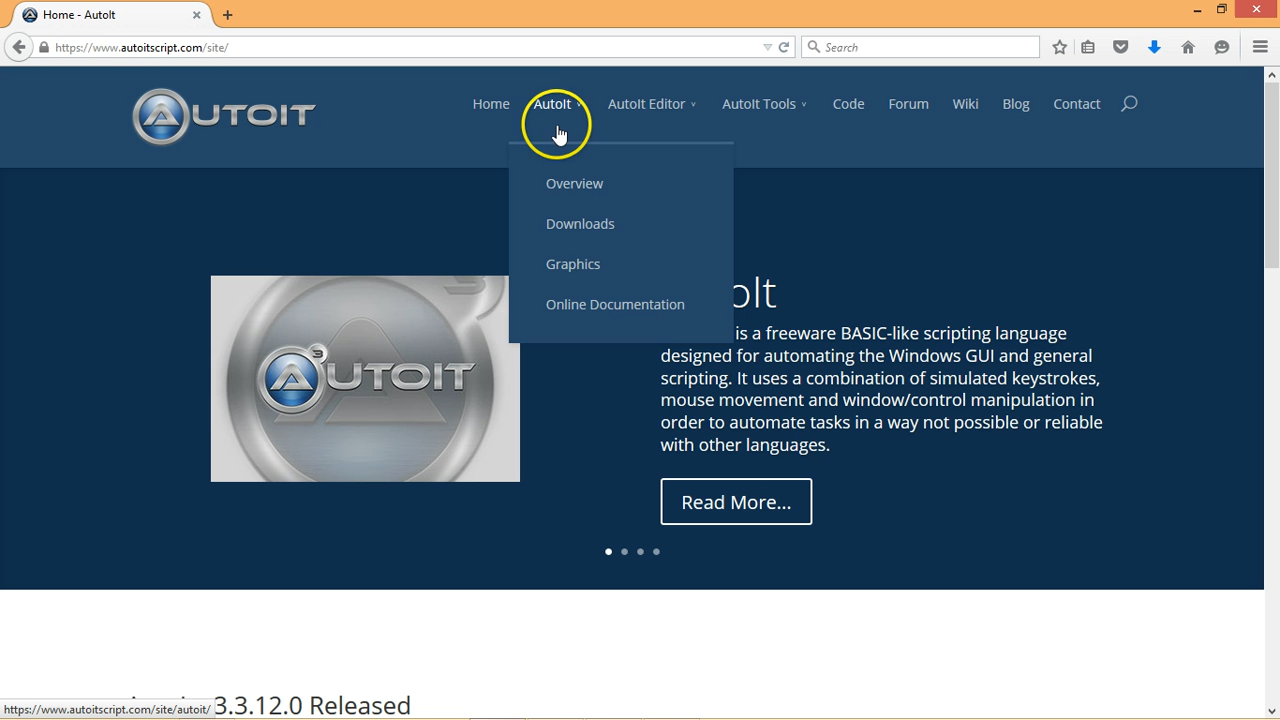 Home - AutoIt
https://www.autoitscript.com/site/
Search
AUTOIT
Home
AutoIt
AutoIt Editor
AutoIt Tools
Code
Forum
Wiki
Blog
Contact
Overview
Downloads
Graphics
Online Documentation
3
AUTOIT
is a freeware BASIC-like scripting language
designed for automating the Windows GUI and general
scripting. It uses a combination of simulated keystrokes,
mouse movement and window/control manipulation in
order to automate tasks in a way not possible or reliable
with other languages.
Read More...
3.3.12.0 Released
https://www.autoitscript.com/site/autoit/